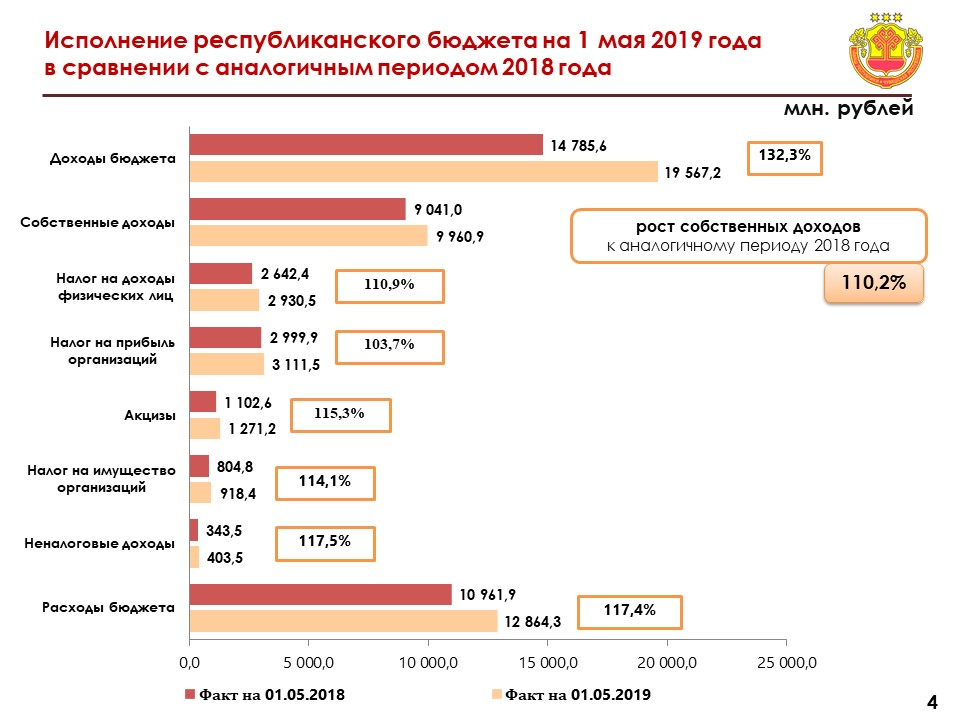 Исполнение республиканского бюджета на 1 мая 2019 года
в сравнении с аналогичным периодом 2018 года
млн. рублей
Доходы бюджета
14 785,6
19 567,2
132,3%
Собственные доходы
9 041,0
9 960,9
рост собственных доходов
к аналогичному периоду 2018 года
110,2%
Налог на доходы
физических лиц
2 642,4
2 930,5
110,9%
Налог на прибыль
организаций
2 999,9
3 111,5
103,7%
Акцизы
1 102,6
1 271,2
115,3%
Налог на имущество
организаций
804,8
918,4
114,1%
Неналоговые доходы
343,5
403,5
117,5%
Расходы бюджета
10 961,9
12 864,3
117,4%
0,0 5 000,0 10 000,0 15 000,0 20 000,0 25 000,0
Факт на 01.05.2018 Факт на 01.05.2019
4